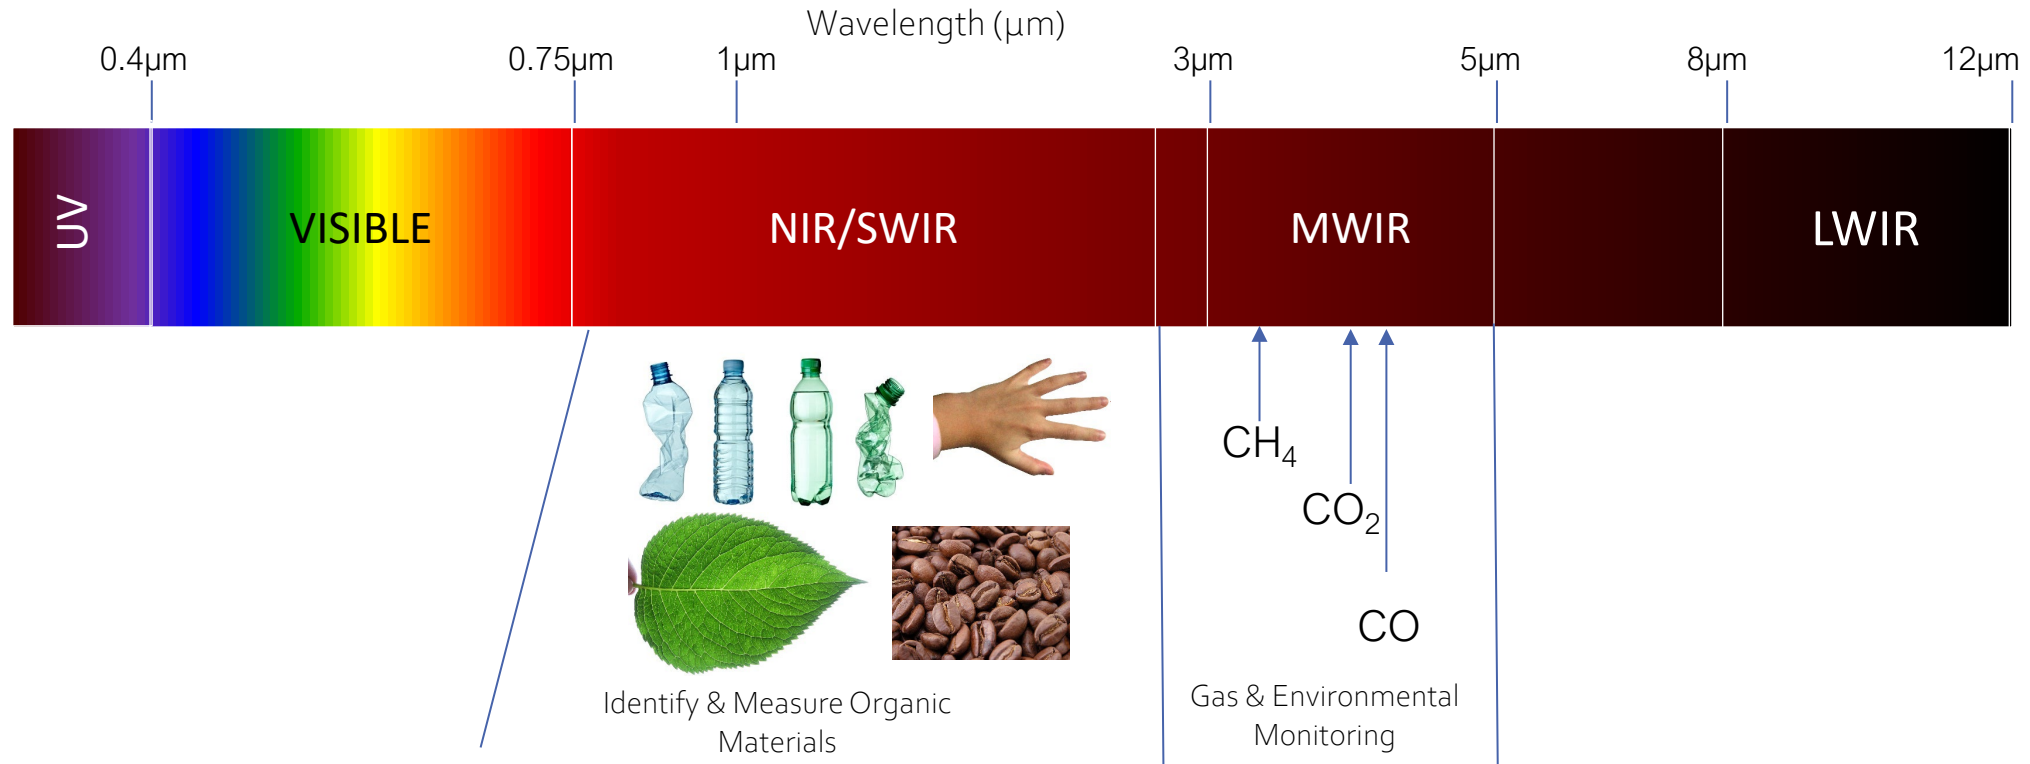 Wavelength (µm)
0.4µm 0.75µm 1µm 3µm 5µm 8µm 12µm
UV VISIBLE NIR/SWIR MWIR LWIR
CH₄
CO₂
CO
Identify & Measure Organic
Materials
Gas & Environmental
Monitoring